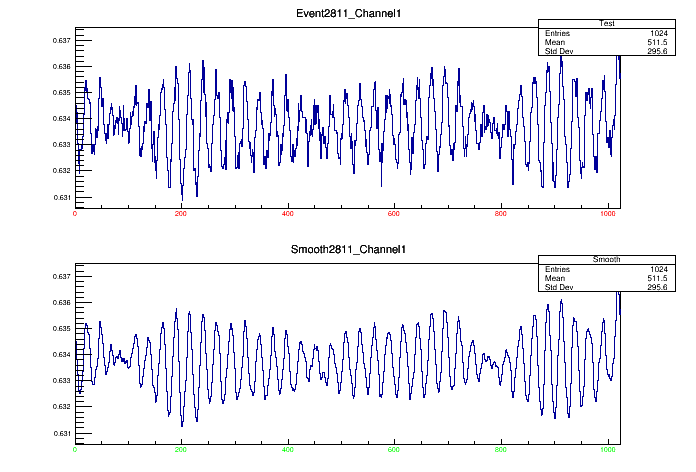 Event2811_Channel1
Test
Entries 1024
Mean 511.5
Std Dev 295.6
0.637
0.636
0.635
0.634
0.633
0.632
0.631
0 200 400 600 800 1000
Smooth2811_Channel1
Smooth
Entries 1024
Mean 511.5
Std Dev 295.6
0.637
0.636
0.635
0.634
0.633
0.632
0.631
0 200 400 600 800 1000